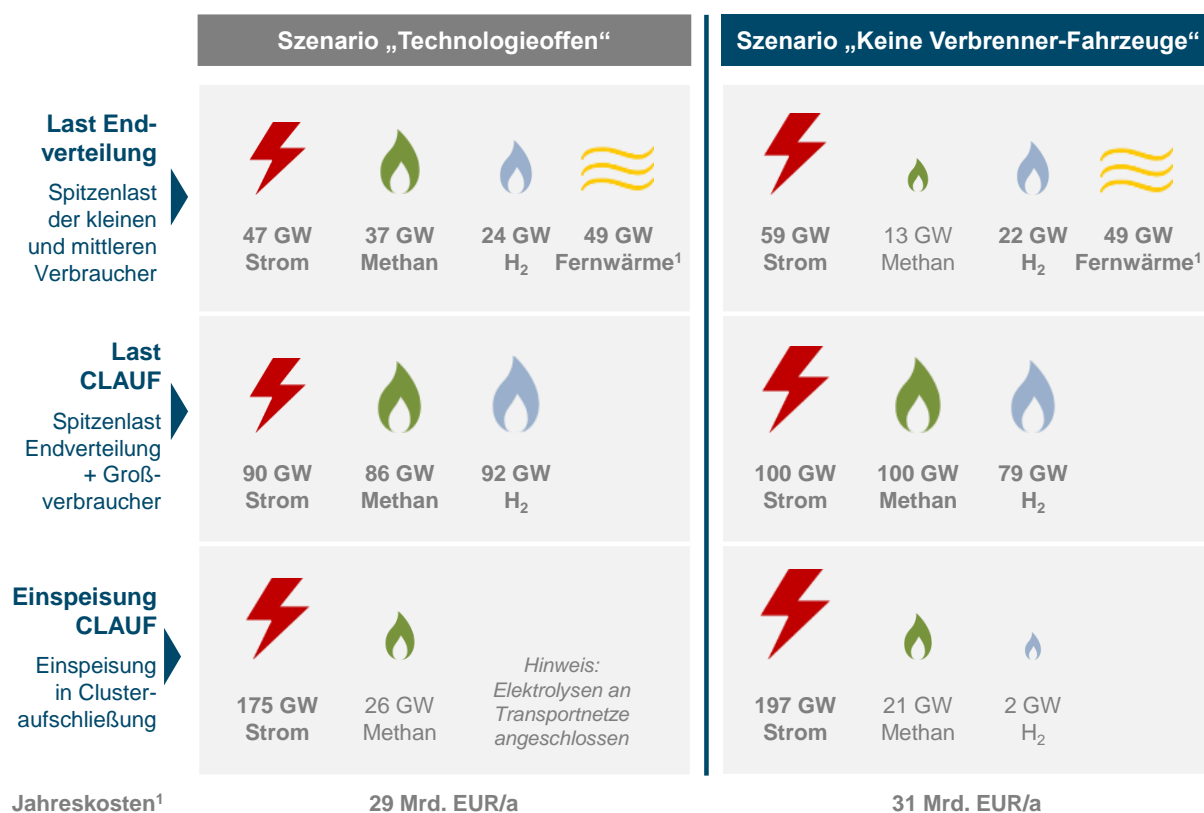 Szenario „Technologieoffen“
Szenario „Keine Verbrenner-Fahrzeuge“
Last End-
verteilung
Spitzenlast
der kleinen
und mittleren
Verbraucher
47 GW
Strom
37 GW
Methan
24 GW
H₂
49 GW
Fernwärme¹
59 GW
Strom
13 GW
Methan
22 GW
H₂
49 GW
Fernwärme¹
Last
CLAUF
Spitzenlast
Endverteilung
+ Groß-
verbraucher
90 GW
Strom
86 GW
Methan
92 GW
H₂
100 GW
Strom
100 GW
Methan
79 GW
H₂
Einspeisung
CLAUF
Einspeisung
in Cluster-
aufschließung
175 GW
Strom
26 GW
Methan
Hinweis:
Elektrolysen an
Transportnetze
angeschlossen
197 GW
Strom
21 GW
Methan
2 GW
H₂
Jahreskosten¹
29 Mrd. EUR/a
31 Mrd. EUR/a